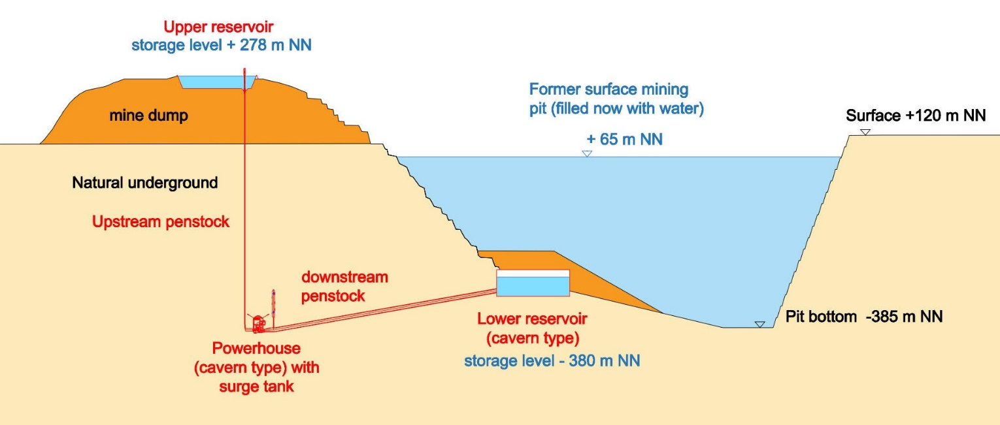 Upper reservoir
storage level + 278 m NN
Former surface mining
pit (filled now with water)
mine dump
Surface +120 m NN
+ 65 m NN
Natural underground
Upstream penstock
downstream
penstock
Pit bottom -385 m NN
Lower reservoir
(cavern type)
storage level - 380 m NN
Powerhouse
(cavern type) with
surge tank